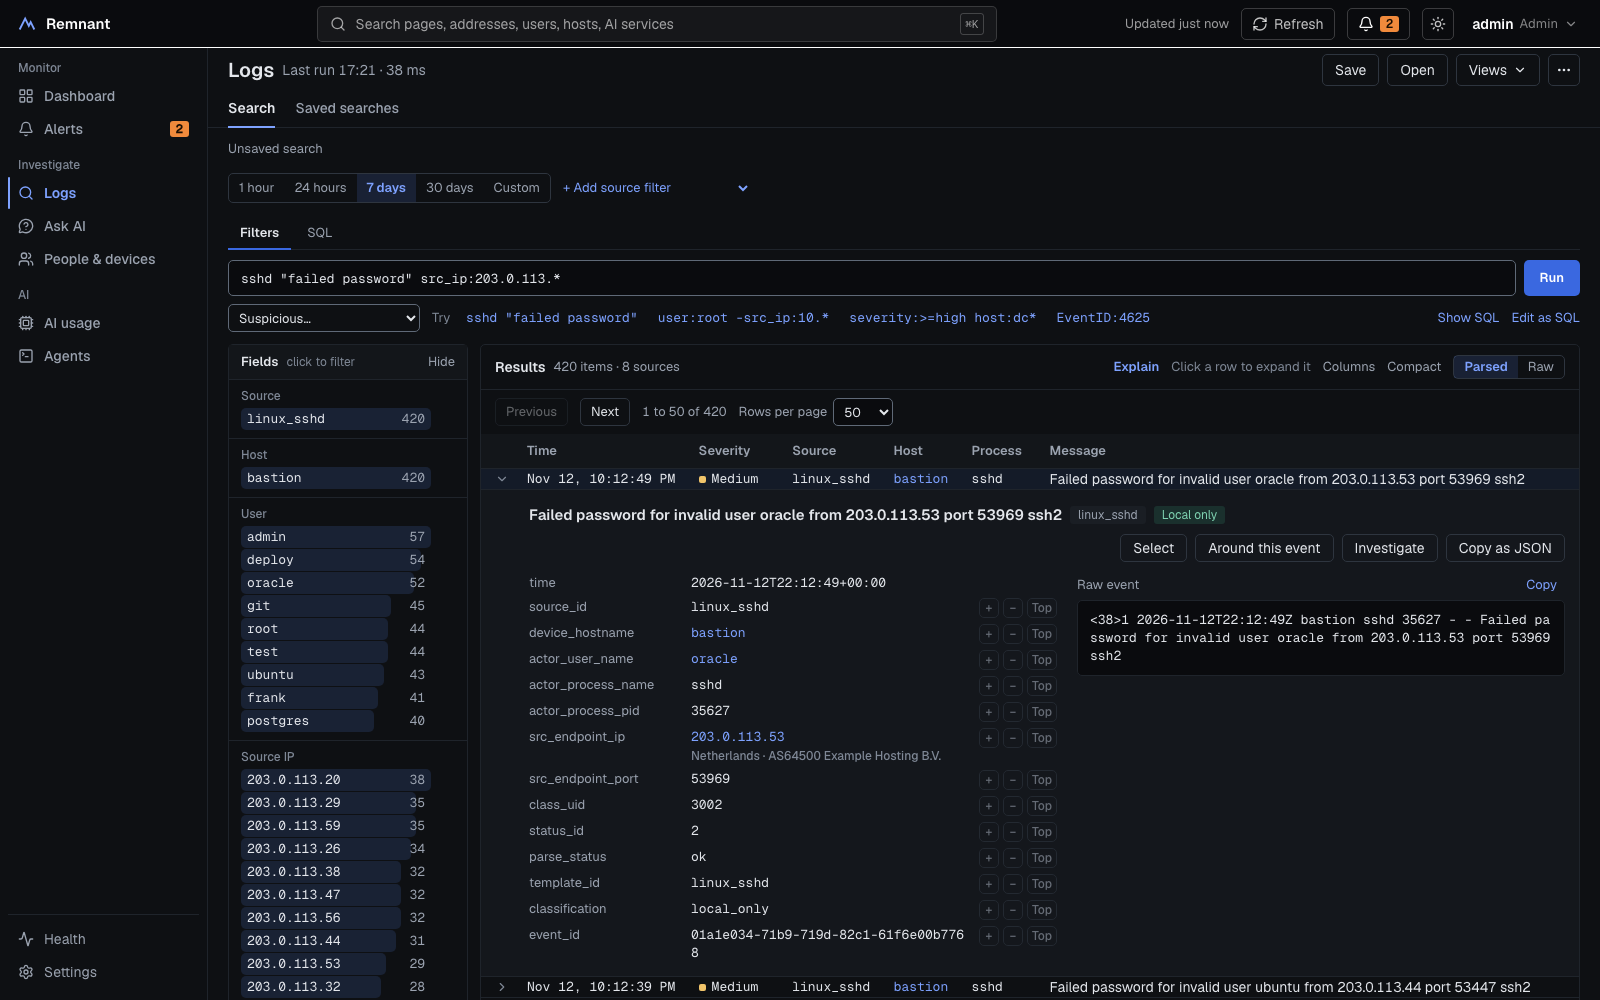 Remnant
Search pages, addresses, users, hosts, AI services
⌘K
Updated just now
Refresh
2
admin Admin
Monitor
Dashboard
Alerts 2
Investigate
Logs
Ask AI
People & devices
AI
AI usage
Agents
Health
Settings
Logs Last run 17:21 · 38 ms
Save Open Views ...
Search Saved searches
Unsaved search
1 hour 24 hours 7 days 30 days Custom + Add source filter
Filters SQL
sshd "failed password" src_ip:203.0.113.*
Run
Suspicious… Try sshd "failed password" user:root -src_ip:10.* severity:>=high host:dc* EventID:4625 Show SQL Edit as SQL
Fields click to filter Hide
Source
linux_sshd 420
Host
bastion 420
User
admin 57
deploy 54
oracle 52
git 45
root 44
test 44
ubuntu 43
frank 41
postgres 40
Source IP
203.0.113.20 38
203.0.113.29 35
203.0.113.59 35
203.0.113.26 34
203.0.113.38 32
203.0.113.47 32
203.0.113.56 32
203.0.113.44 31
203.0.113.53 29
203.0.113.32 28
Results 420 items · 8 sources Explain Click a row to expand it Columns Compact Parsed Raw
Previous Next 1 to 50 of 420 Rows per page 50
Time Severity Source Host Process Message
Nov 12, 10:12:49 PM Medium linux_sshd bastion sshd Failed password for invalid user oracle from 203.0.113.53 port 53969 ssh2
Failed password for invalid user oracle from 203.0.113.53 port 53969 ssh2 linux_sshd Local only
Select Around this event Investigate Copy as JSON
time 2026-11-12T22:12:49+00:00
source_id linux_sshd + − Top
device_hostname bastion + − Top
actor_user_name oracle + − Top
actor_process_name sshd + − Top
actor_process_pid 35627 + − Top
src_endpoint_ip 203.0.113.53 + − Top
Netherlands · AS64500 Example Hosting B.V.
src_endpoint_port 53969 + − Top
class_uid 3002 + − Top
status_id 2 + − Top
parse_status ok + − Top
template_id linux_sshd + − Top
classification local_only + − Top
event_id 01a1e034-71b9-719d-82c1-61f6e00b776 + − Top
8
Raw event Copy
<38>1 2026-11-12T22:12:49Z bastion sshd 35627 - - Failed pa
ssword for invalid user oracle from 203.0.113.53 port 53969
ssh2
Nov 12, 10:12:39 PM Medium linux_sshd bastion sshd Failed password for invalid user ubuntu from 203.0.113.44 port 53447 ssh2